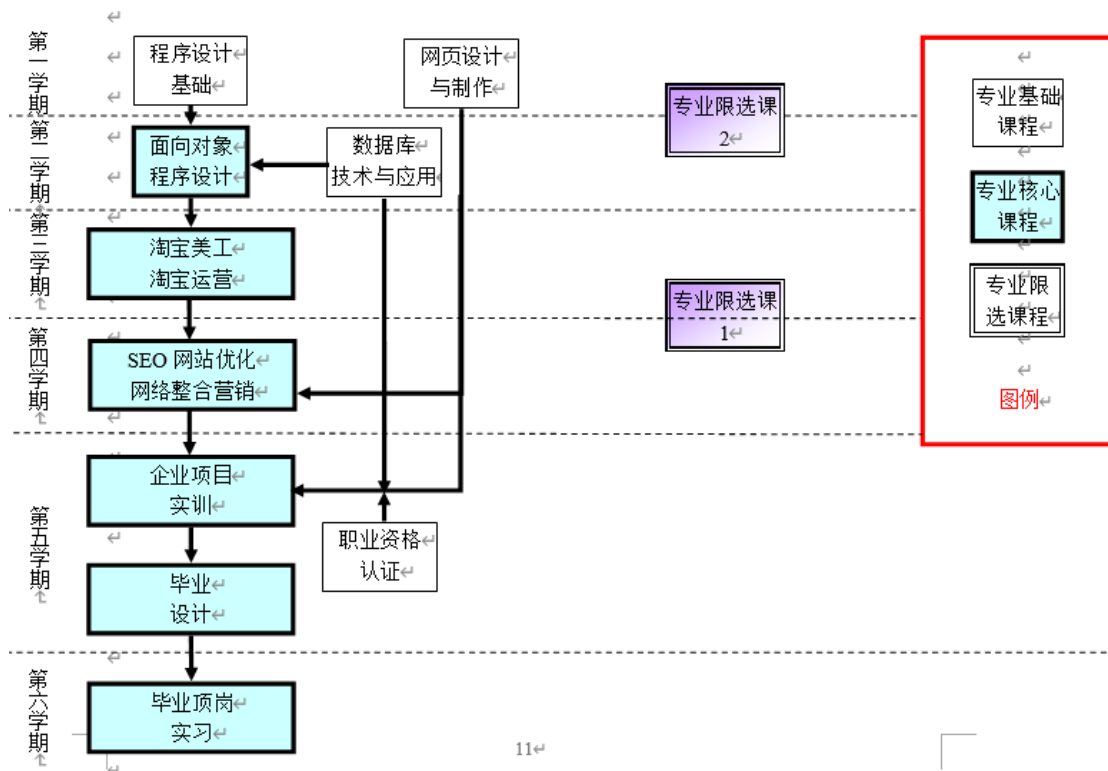 第一学期
程序设计
基础
网页设计
与制作
专业限选课
2
第二学期
面向对象
程序设计
数据库
技术与应用
第三学期
淘宝美工
淘宝运营
专业限选课
1
第四学期
SEO 网站优化
网络整合营销
第五学期
企业项目
实训
职业资格
认证
毕业
设计
第六学期
毕业顶岗
实习
专业基础
课程
专业核心
课程
专业限
选课程
图例
11